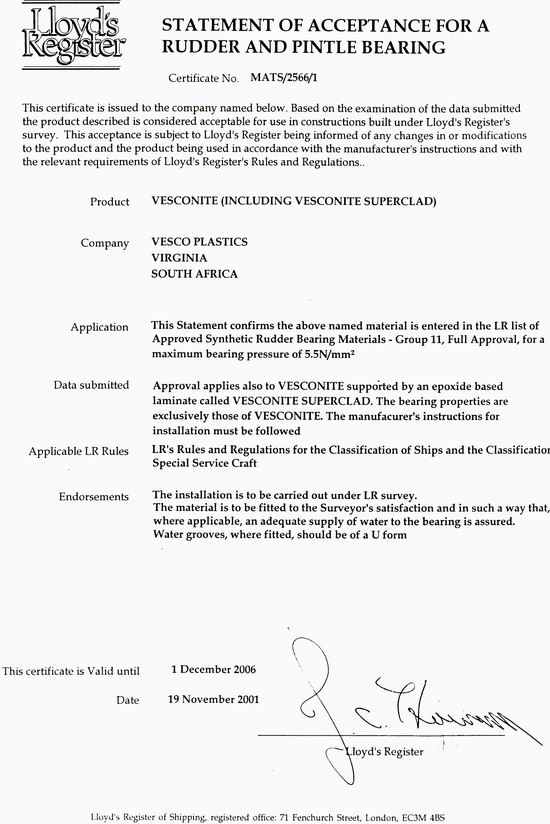 Lloyd's
Register
STATEMENT OF ACCEPTANCE FOR A
RUDDER AND PINTLE BEARING
Certificate No. MATS/2566/1
This certificate is issued to the company named below. Based on the examination of the data submitted
the product described is considered acceptable for use in constructions built under Lloyd's Register's
survey. This acceptance is subject to Lloyd's Register being informed of any changes in or modifications
to the product and the product being used in accordance with the manufacturer's instructions and with
the relevant requirements of Lloyd's Register's Rules and Regulations..
Product VESCONITE (INCLUDING VESCONITE SUPERCLAD)
Company VESCO PLASTICS
VIRGINIA
SOUTH AFRICA
Application This Statement confirms the above named material is entered in the LR list of
Approved Synthetic Rudder Bearing Materials - Group 11, Full Approval, for a
maximum bearing pressure of 5.5N/mm²
Data submitted Approval applies also to VESCONITE supported by an epoxide based
laminate called VESCONITE SUPERCLAD. The bearing properties are
exclusively those of VESCONITE. The manufacurer's instructions for
installation must be followed
Applicable LR Rules LR's Rules and Regulations for the Classification of Ships and the Classification
Special Service Craft
Endorsements The installation is to be carried out under LR survey.
The material is to be fitted to the Surveyor's satisfaction and in such a way that,
where applicable, an adequate supply of water to the bearing is assured.
Water grooves, where fitted, should be of a U form
This certificate is Valid until 1 December 2006
Date 19 November 2001
Lloyd's Register
Lloyd's Register of Shipping, registered office: 71 Fenchurch Street, London, EC3M 4BS